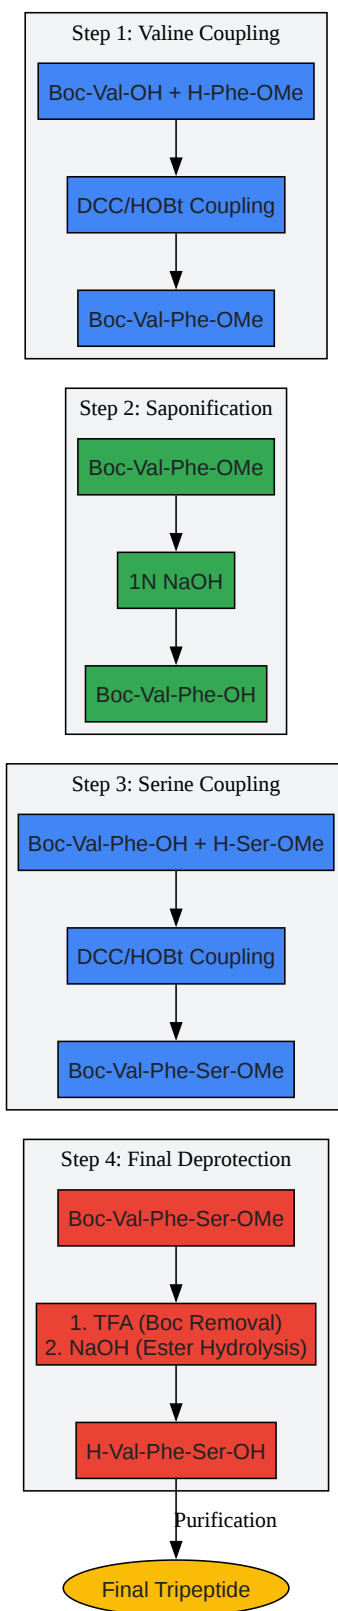 Step 1: Valine Coupling
Boc-Val-OH + H-Phe-OMe
DCC/HOBt Coupling
Boc-Val-Phe-OMe
Step 2: Saponification
Boc-Val-Phe-OMe
1N NaOH
Boc-Val-Phe-OH
Step 3: Serine Coupling
Boc-Val-Phe-OH + H-Ser-OMe
DCC/HOBt Coupling
Boc-Val-Phe-Ser-OMe
Step 4: Final Deprotection
Boc-Val-Phe-Ser-OMe
1. TFA (Boc Removal)
2. NaOH (Ester Hydrolysis)
H-Val-Phe-Ser-OH
Purification
Final Tripeptide